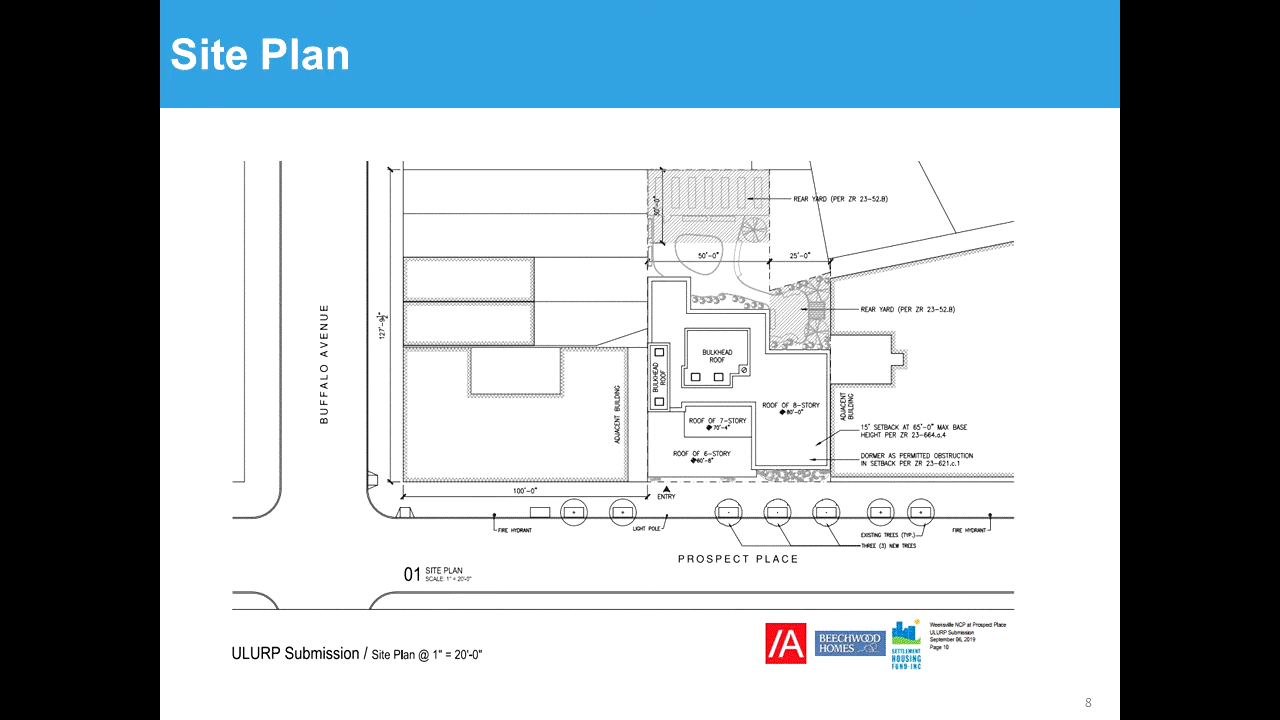 Site Plan
REAR YARD (PER ZR 23-52.B)
30'-0"
50'-0"
25'-0"
REAR YARD (PER ZR 23-52.B)
BUFFALO AVENUE
127'-9½"
BULKHEAD
ROOF
BULKHEAD
ROOF
ADJACENT BUILDING
ROOF OF 8-STORY
80'-0"
ADJACENT
BUILDING
ROOF OF 7-STORY
70'-4"
15' SETBACK AT 65'-0" MAX BASE
HEIGHT PER ZR 23-664.c.4
ROOF OF 6-STORY
60'-8"
DORMER AS PERMITTED OBSTRUCTION
IN SETBACK PER ZR 23-621.c.1
100'-0"
ENTRY
FIRE HYDRANT
LIGHT POLE
EXISTING TREES (TYP.)
FIRE HYDRANT
THREE (3) NEW TREES
PROSPECT PLACE
01 SITE PLAN
SCALE: 1" = 20'-0"
ULURP Submission / Site Plan @ 1" = 20'-0"
IA
BEECHWOOD
HOMES
SETTLEMENT
HOUSING
FUND·INC
Weeksville NCP at Prospect Place
ULURP Submission
September 06, 2019
Page 10
8